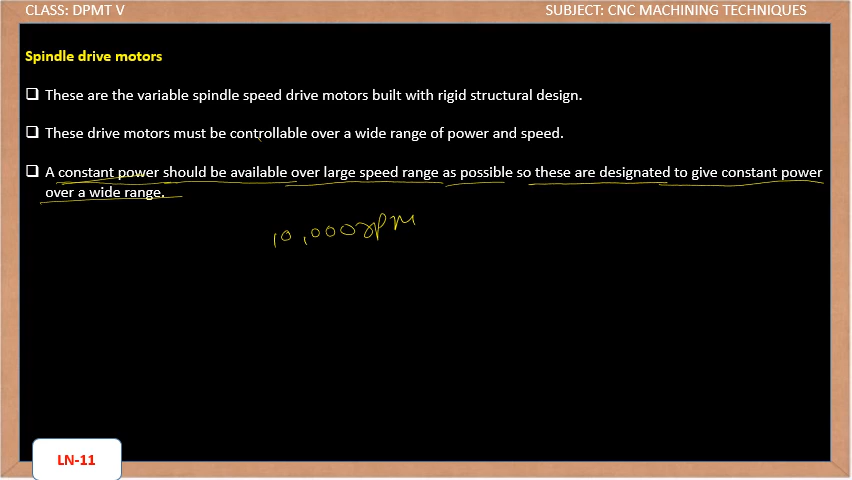 CLASS: DPMT V
SUBJECT: CNC MACHINING TECHNIQUES
Spindle drive motors
❑ These are the variable spindle speed drive motors built with rigid structural design.
❑ These drive motors must be controllable over a wide range of power and speed.
❑ A constant power should be available over large speed range as possible so these are designated to give constant power
over a wide range.
10,000 rpm
LN-11